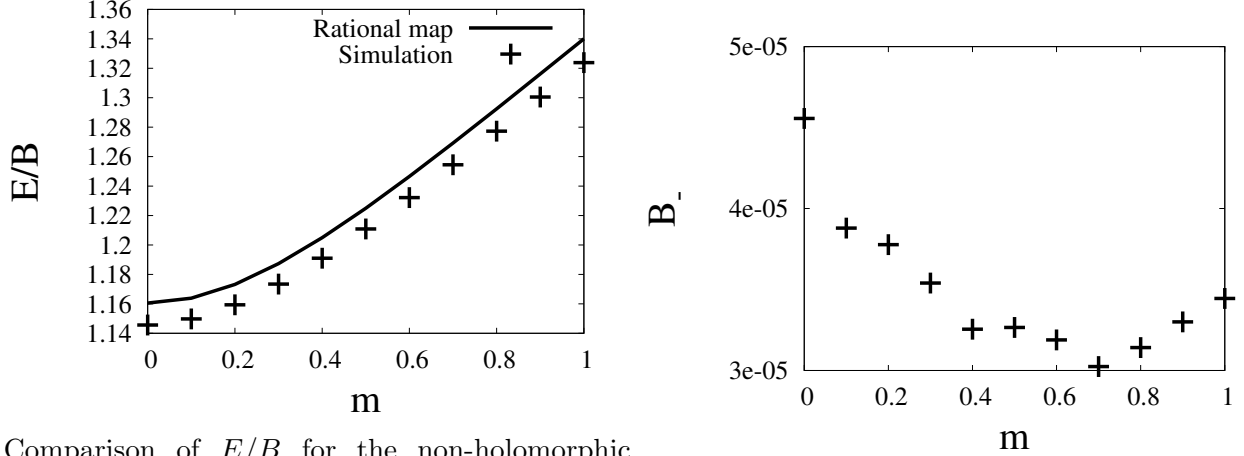 1.36
1.34
1.32
1.3
1.28
1.26
1.24
1.22
1.2
1.18
1.16
1.14
E/B
Rational map
Simulation
0 0.2 0.4 0.6 0.8 1
m
5e-05
4e-05
3e-05
B-
0 0.2 0.4 0.6 0.8 1
m
Comparison of E/B for the non-holomorphic